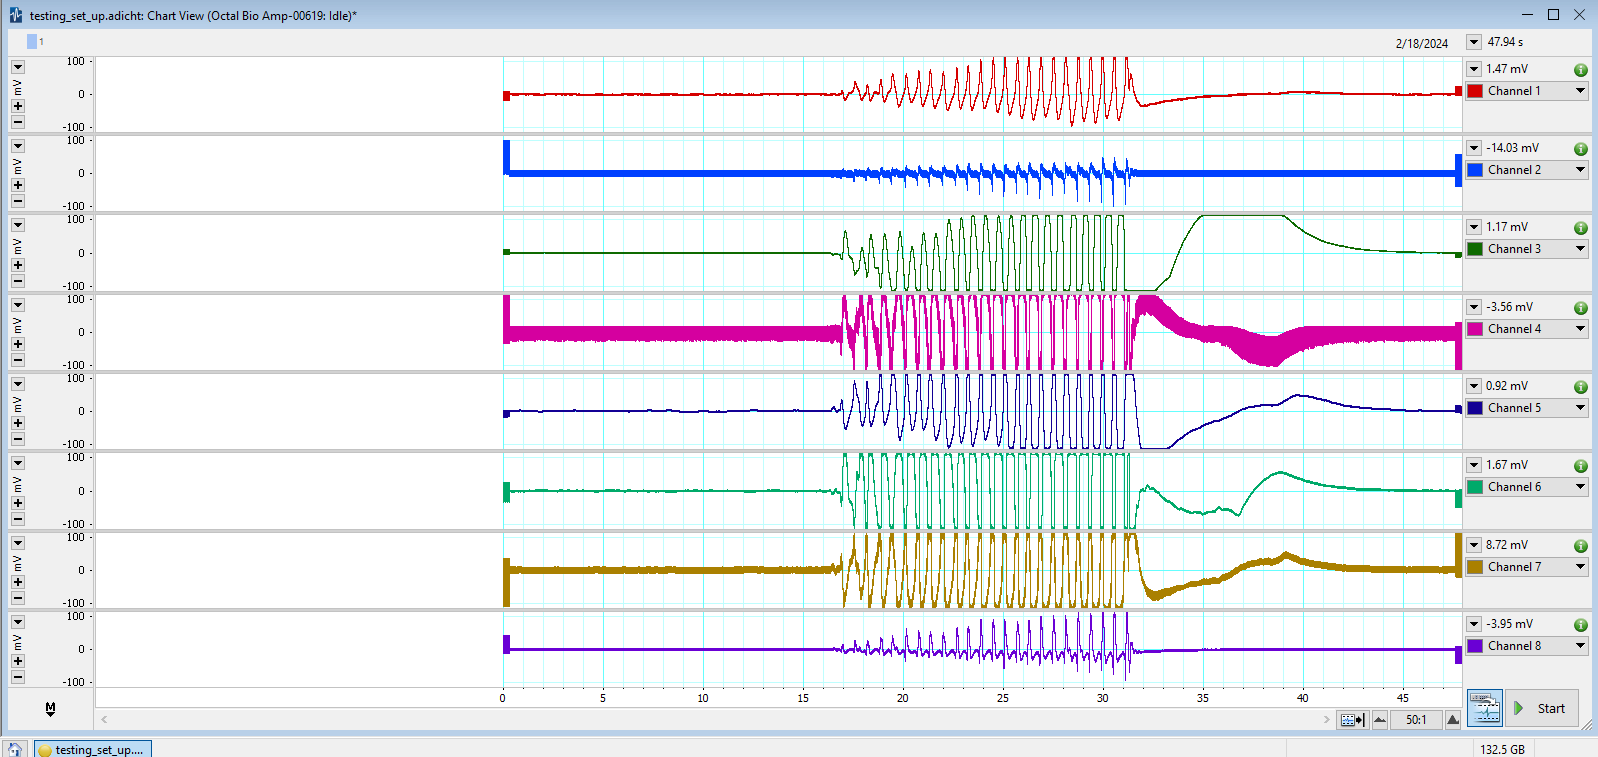 testing_set_up.adicht: Chart View (Octal Bio Amp-00619: Idle)*
1
2/18/2024
47.94 s
100
0
-100
mV
1.47 mV
Channel 1
100
0
-100
mV
-14.03 mV
Channel 2
100
0
-100
mV
1.17 mV
Channel 3
100
0
-100
mV
-3.56 mV
Channel 4
100
0
-100
mV
0.92 mV
Channel 5
100
0
-100
mV
1.67 mV
Channel 6
100
0
-100
mV
8.72 mV
Channel 7
100
0
-100
mV
-3.95 mV
Channel 8
0 5 10 15 20 25 30 35 40 45
M
50:1
Start
testing_set_up....
132.5 GB